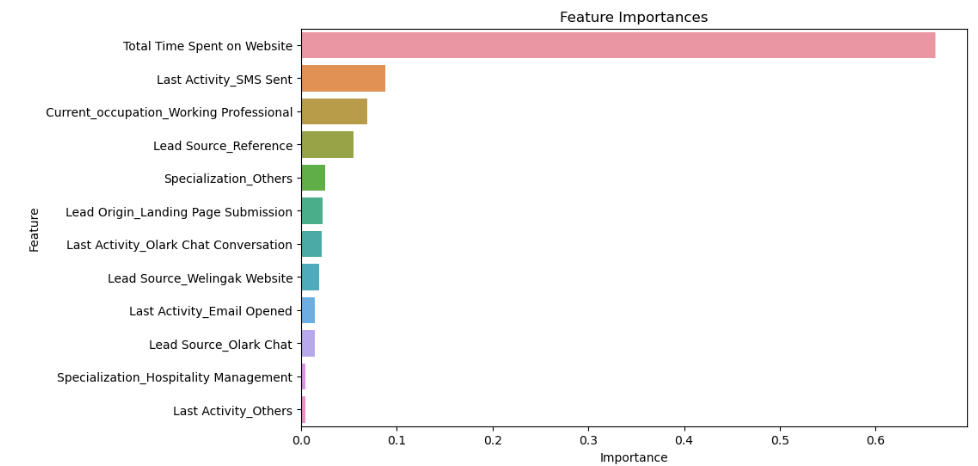 Feature Importances
Feature
Total Time Spent on Website
Last Activity_SMS Sent
Current_occupation_Working Professional
Lead Source_Reference
Specialization_Others
Lead Origin_Landing Page Submission
Last Activity_Olark Chat Conversation
Lead Source_Welingak Website
Last Activity_Email Opened
Lead Source_Olark Chat
Specialization_Hospitality Management
Last Activity_Others
0.0 0.1 0.2 0.3 0.4 0.5 0.6
Importance